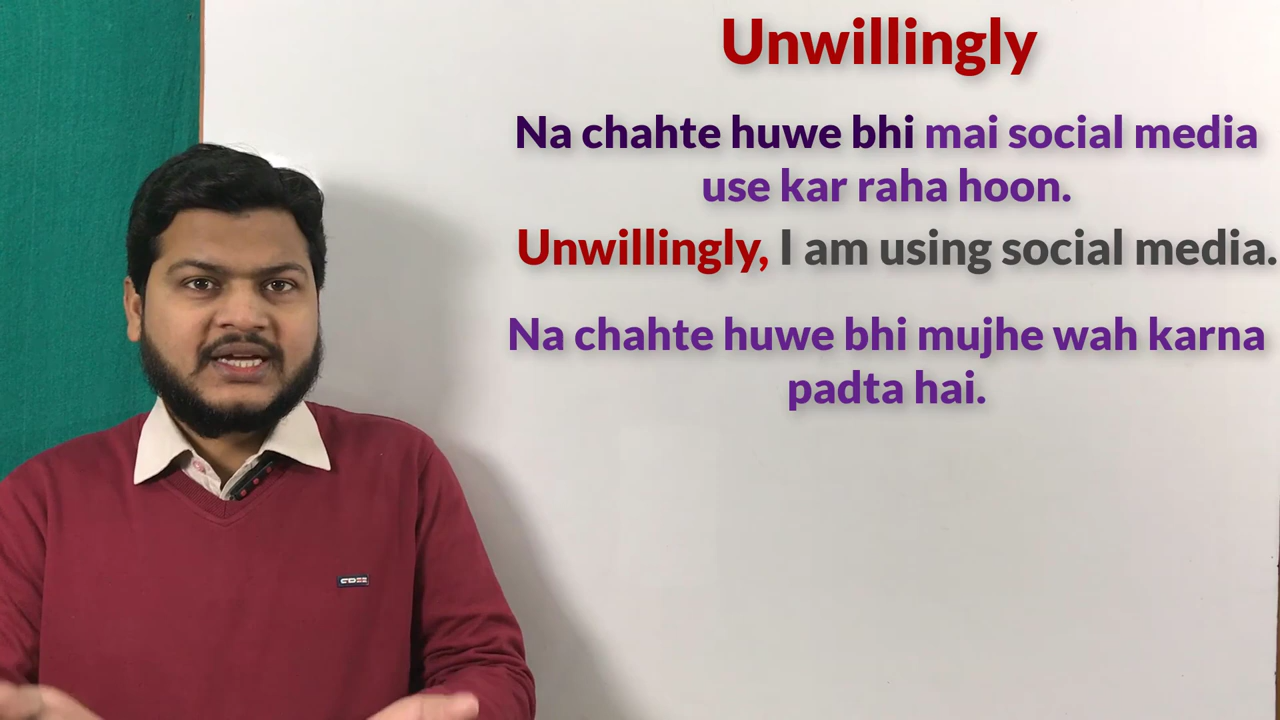 Unwillingly
Na chahte huwe bhi mai social media
use kar raha hoon.
Unwillingly, I am using social media.
Na chahte huwe bhi mujhe wah karna
padta hai.